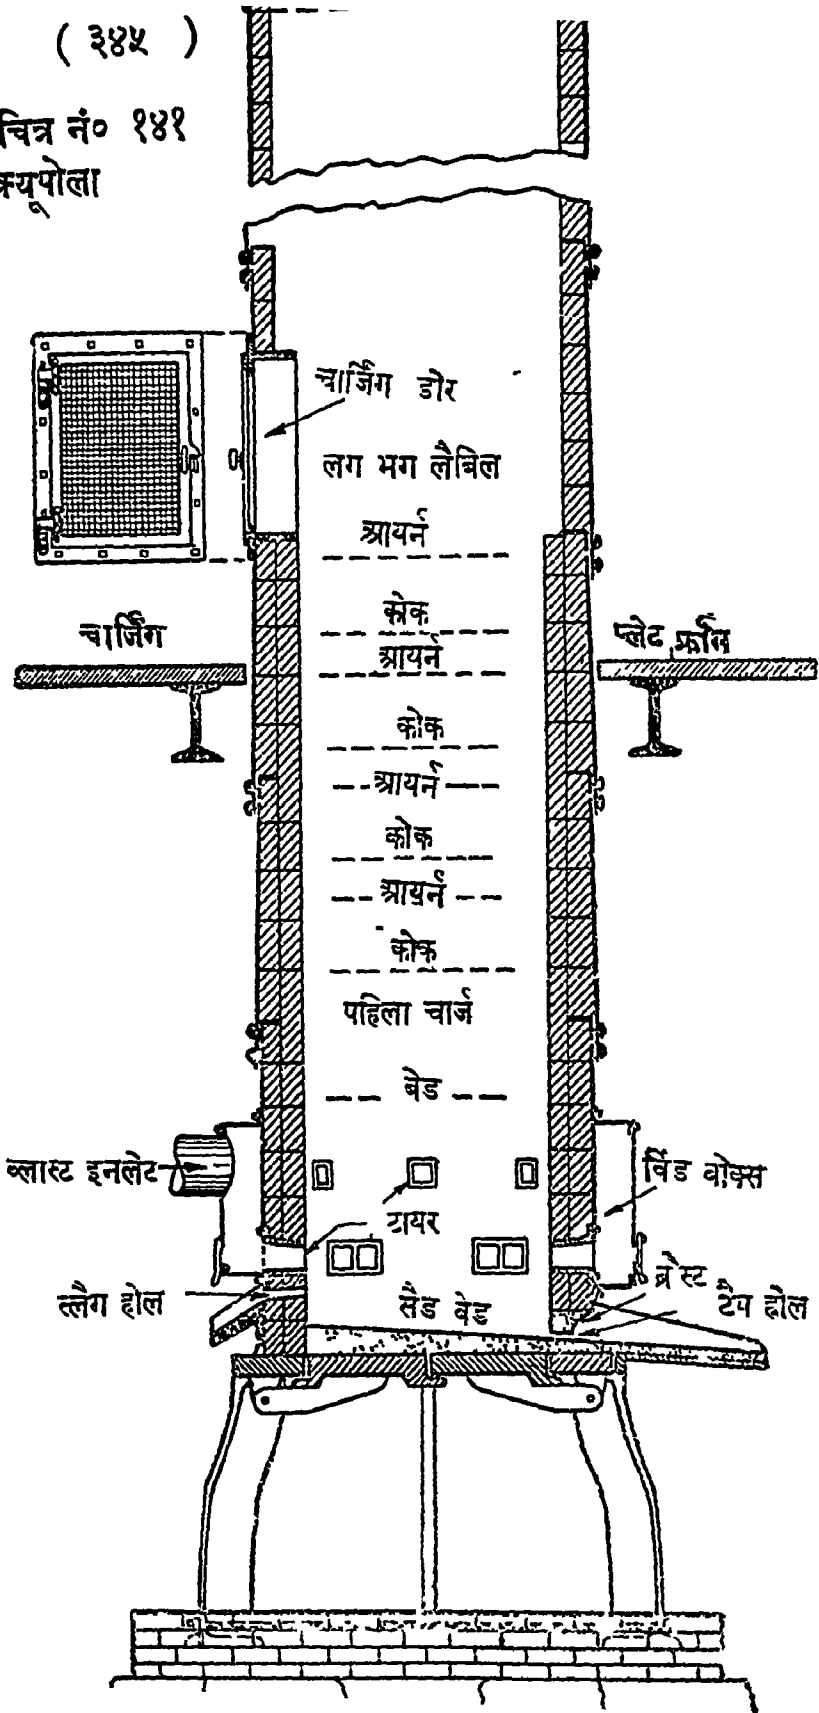 ( ३४५ )
चित्र नं० १४१
क्यूपोला
चार्जिंग डोर
लग भग लैविल
आयर्न
कोक
चार्जिंग
प्लेट फ्रॉम
आयर्न
कोक
आयर्न
कोक
आयर्न
कोक
पहिला चार्ज
बेड
ब्लास्ट इनलेट
विंड वोक्स
टायर
ब्रैस्ट
स्लैग होल
सैंड बेड
टैप होल